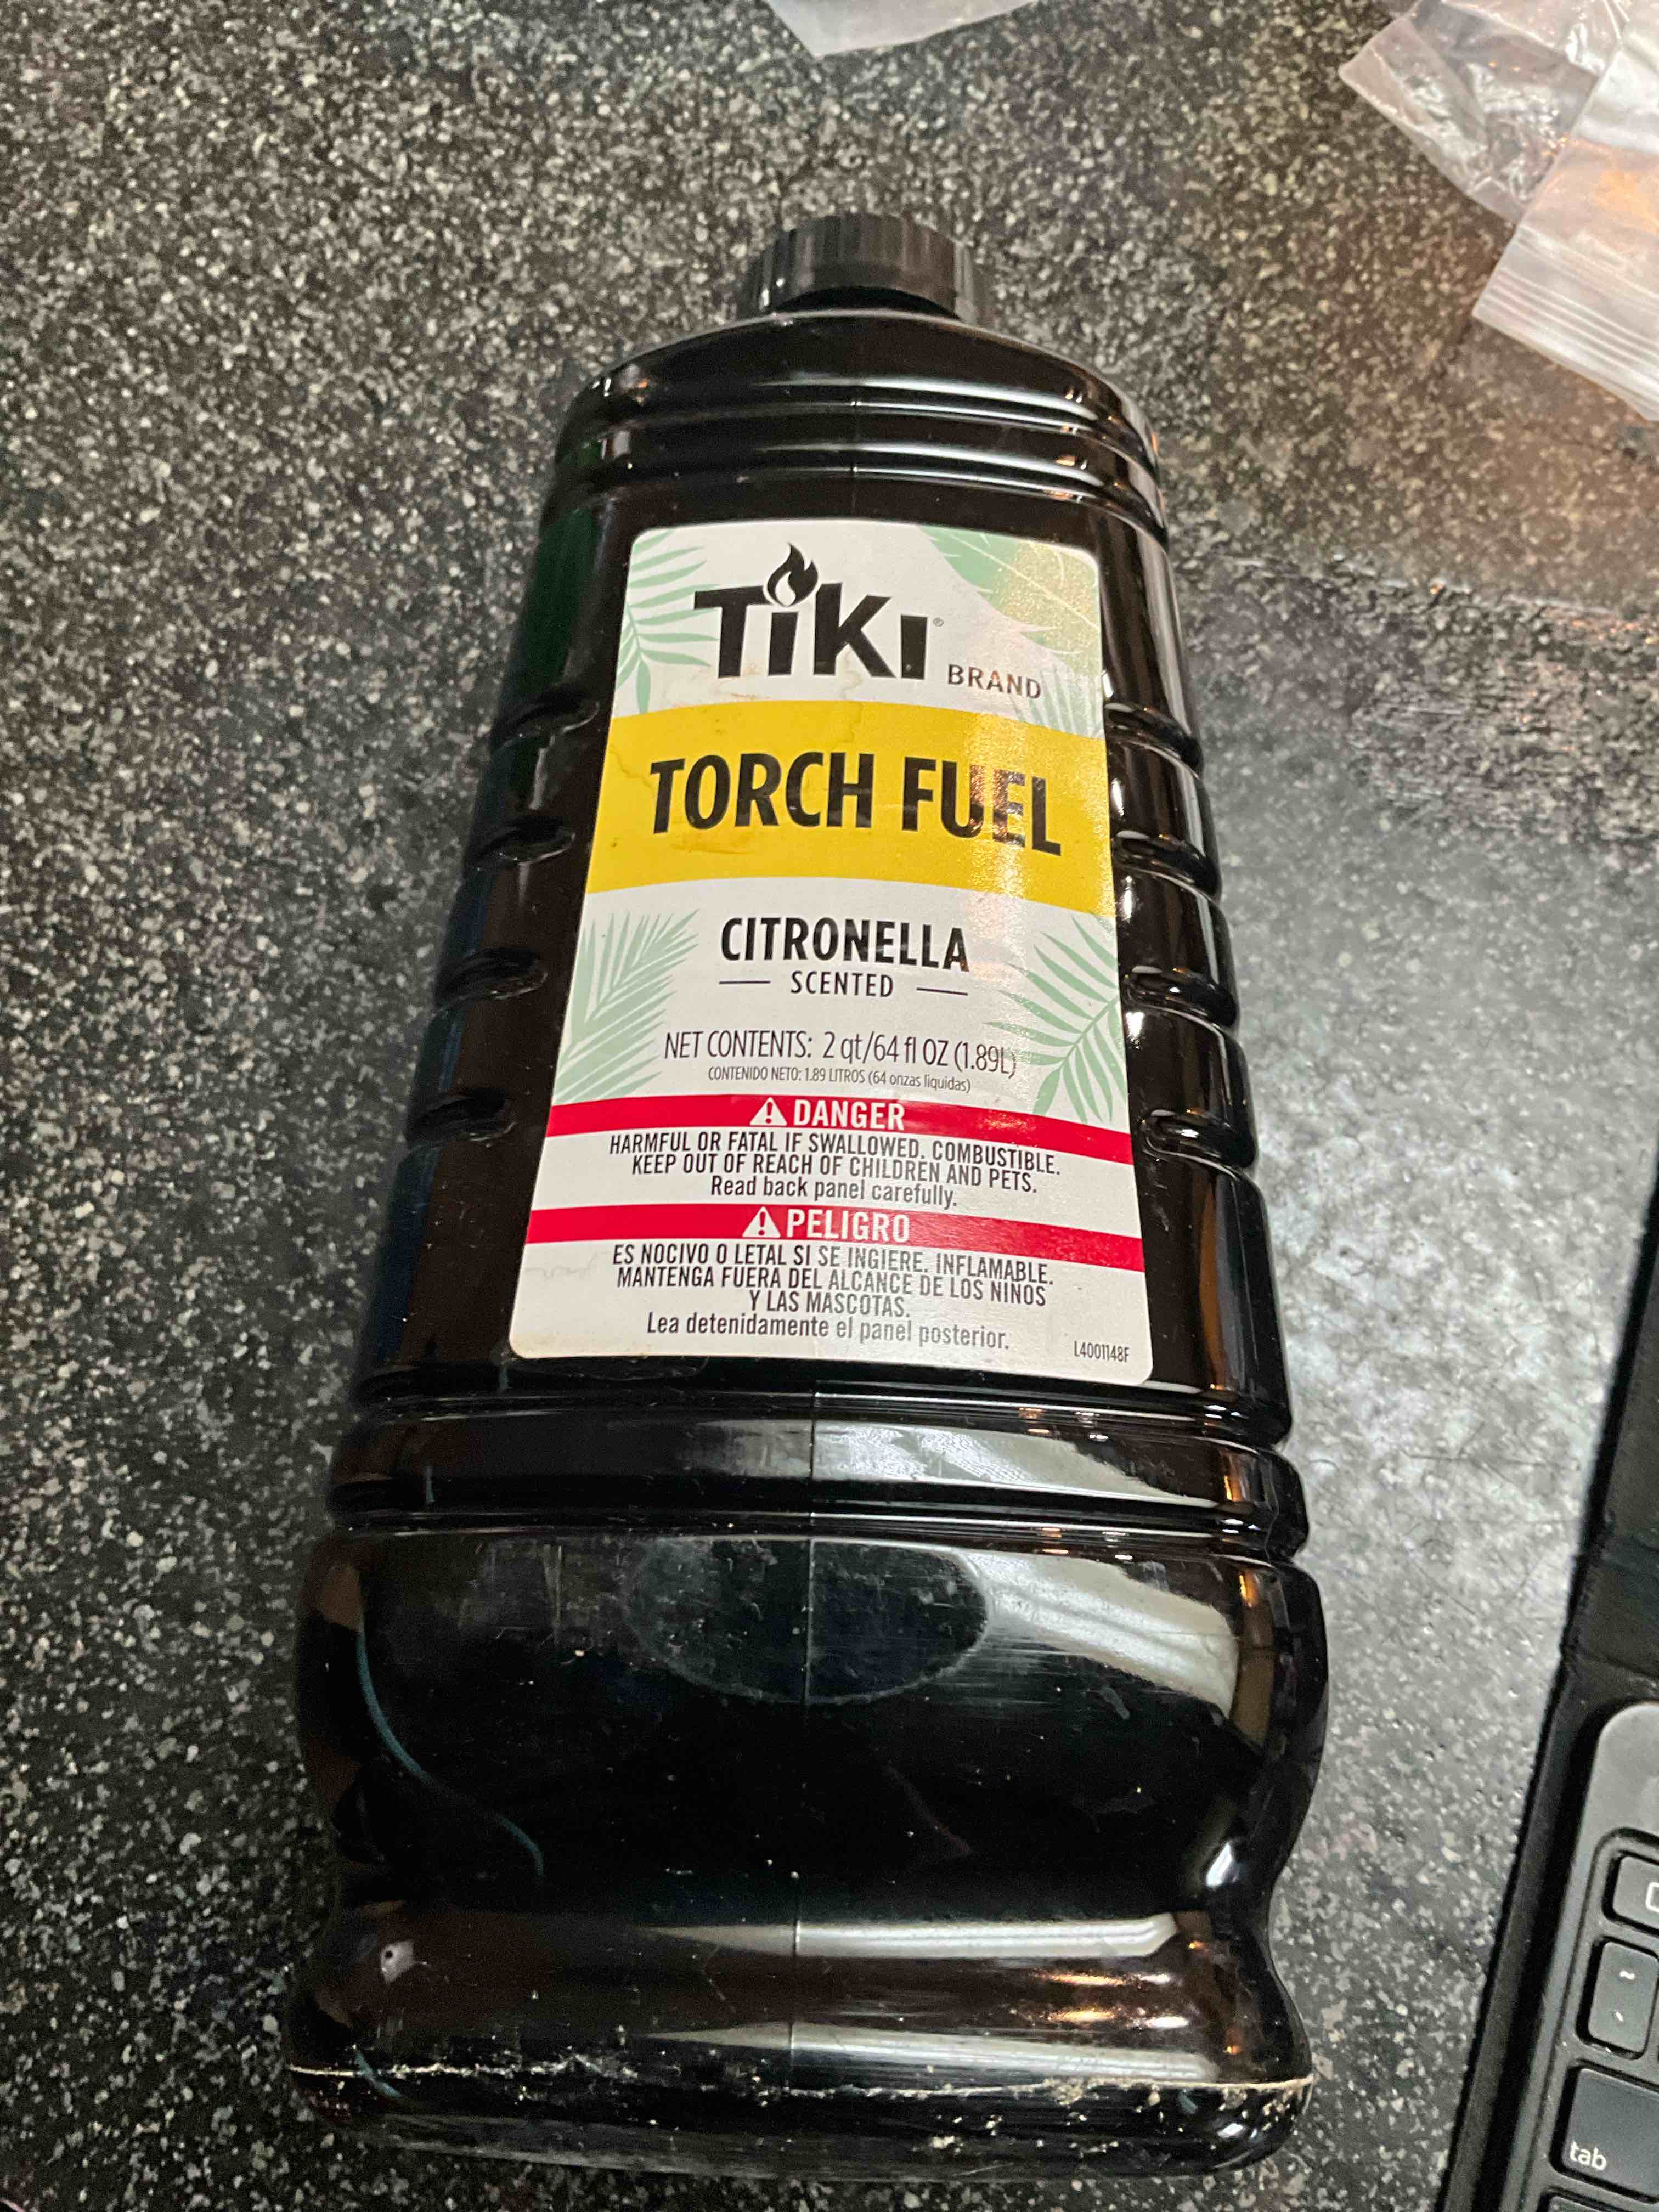 TIKI® BRAND
TORCH FUEL
CITRONELLA
SCENTED
NET CONTENTS: 2 qt/64 fl OZ (1.89L)
CONTENIDO NETO: 1.89 LITROS (64 onzas liquidas)
DANGER
HARMFUL OR FATAL IF SWALLOWED. COMBUSTIBLE.
KEEP OUT OF REACH OF CHILDREN AND PETS.
Read back panel carefully.
PELIGRO
ES NOCIVO O LETAL SI SE INGIERE. INFLAMABLE.
MANTENGA FUERA DEL ALCANCE DE LOS NINOS
Y LAS MASCOTAS.
Lea detenidamente el panel posterior.
L4001148F
~
tab